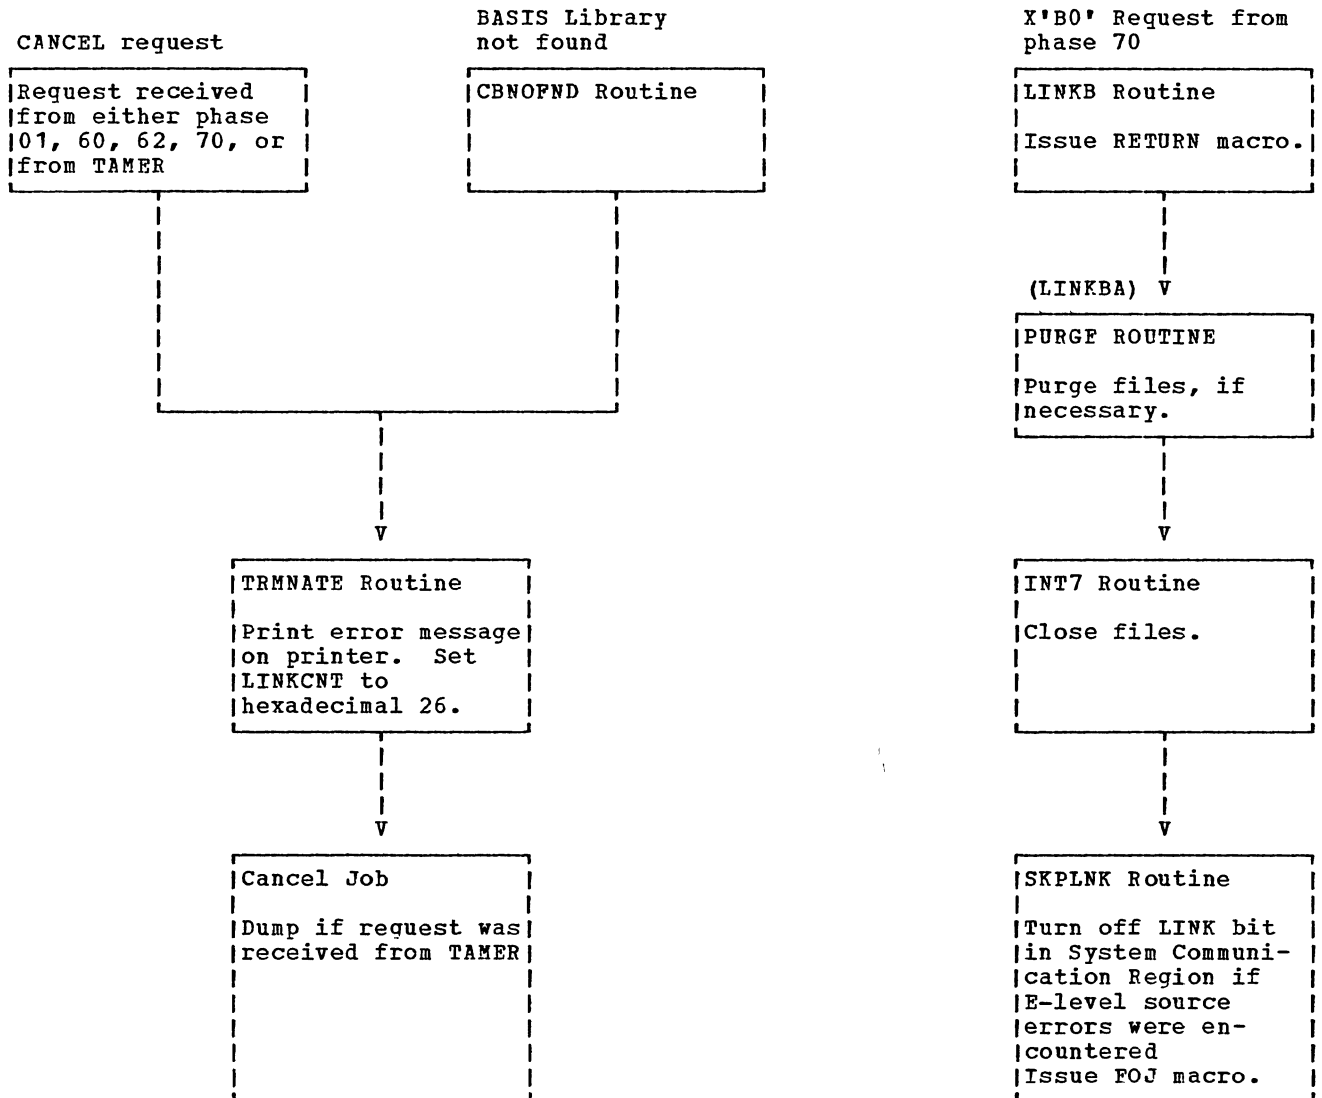 CANCEL request
Request received
from either phase
01, 60, 62, 70, or
from TAMER
BASIS Library
not found
CBNOFND Routine
TRMNATE Routine
Print error message
on printer.  Set
LINKCNT to
hexadecimal 26.
Cancel Job
Dump if request was
received from TAMER
X'B0' Request from
phase 70
LINKB Routine
Issue RETURN macro.
(LINKBA)
PURGE ROUTINE
Purge files, if
necessary.
INT7 Routine
Close files.
SKPLNK Routine
Turn off LINK bit
in System Communi-
cation Region if
E-level source
errors were en-
countered
Issue EOJ macro.